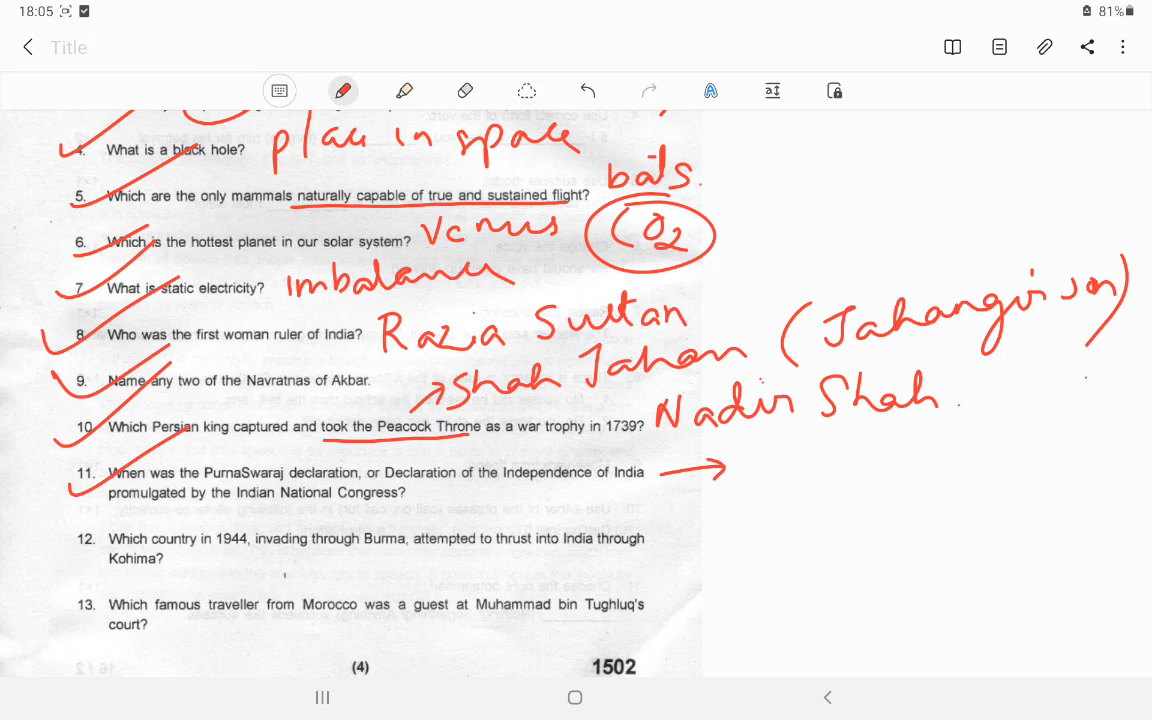 18:05
81%
Title
4. What is a black hole? place in space
5. Which are the only mammals naturally capable of true and sustained flight? bats.
6. Which is the hottest planet in our solar system? Venus CO2
7. What is static electricity? imbalance
8. Who was the first woman ruler of India? Razia Sultan
9. Name any two of the Navratnas of Akbar.
Shah Jahan (Jahangir son)
10. Which Persian king captured and took the Peacock Throne as a war trophy in 1739? Nadir Shah.
11. When was the PurnaSwaraj declaration, or Declaration of the Independence of India
promulgated by the Indian National Congress?
12. Which country in 1944, invading through Burma, attempted to thrust into India through
Kohima?
13. Which famous traveller from Morocco was a guest at Muhammad bin Tughluq's
court?
(4)
1502